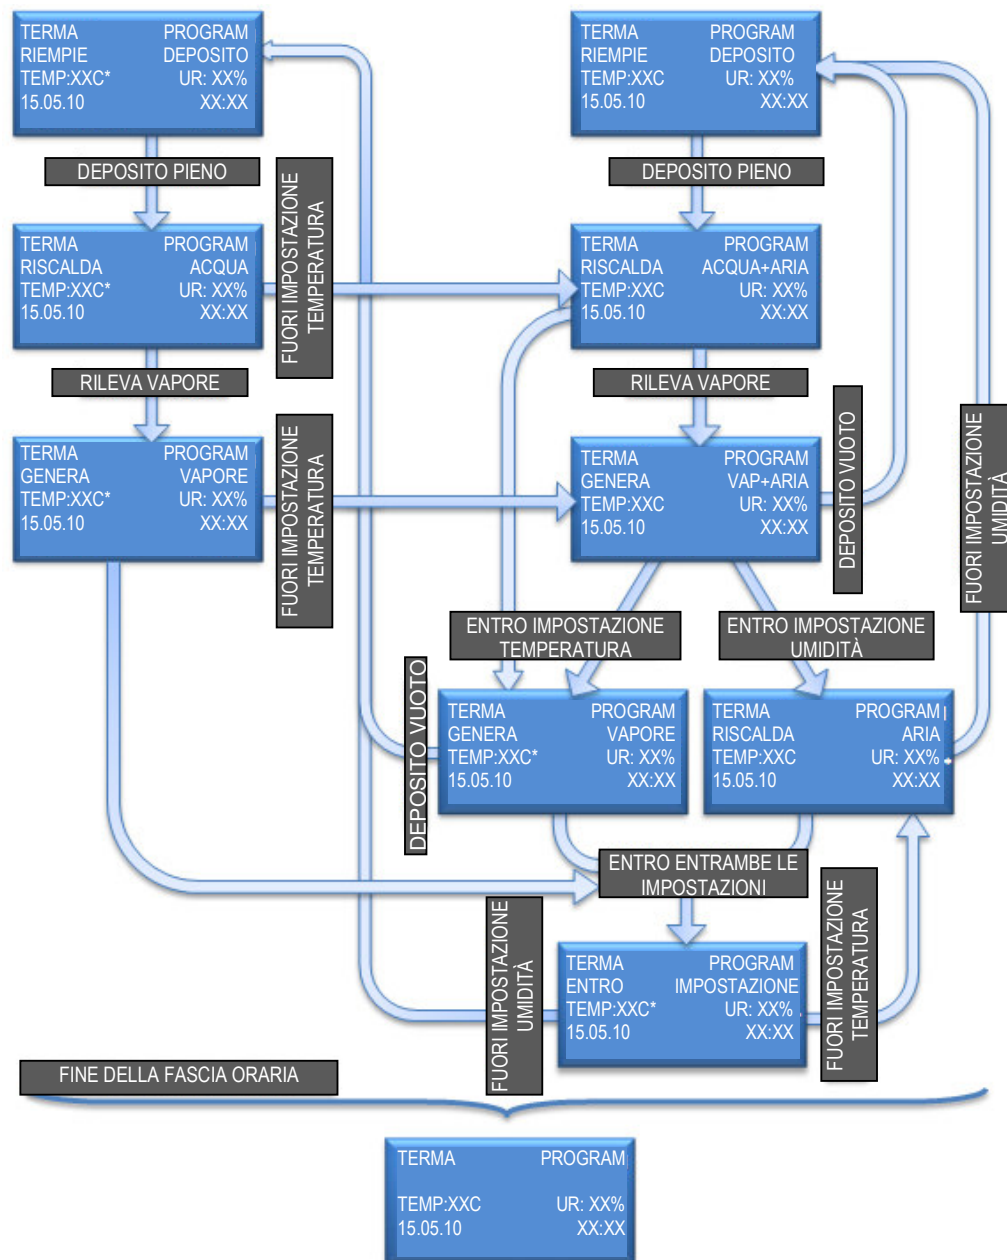 TERMA PROGRAM
RIEMPIE DEPOSITO
TEMP:XXC* UR: XX%
15.05.10 XX:XX
TERMA PROGRAM
RIEMPIE DEPOSITO
TEMP:XXC UR: XX%
15.05.10 XX:XX
DEPOSITO PIENO
DEPOSITO PIENO
FUORI IMPOSTAZIONE
TEMPERATURA
TERMA PROGRAM
RISCALDA ACQUA
TEMP:XXC* UR: XX%
15.05.10 XX:XX
TERMA PROGRAM
RISCALDA ACQUA+ARIA
TEMP:XXC UR: XX%
15.05.10 XX:XX
RILEVA VAPORE
RILEVA VAPORE
FUORI IMPOSTAZIONE
TEMPERATURA
TERMA PROGRAM
GENERA VAPORE
TEMP:XXC* UR: XX%
15.05.10 XX:XX
TERMA PROGRAM
GENERA VAP+ARIA
TEMP:XXC UR: XX%
15.05.10 XX:XX
DEPOSITO VUOTO
FUORI IMPOSTAZIONE
UMIDITÀ
ENTRO IMPOSTAZIONE
TEMPERATURA
ENTRO IMPOSTAZIONE
UMIDITÀ
DEPOSITO VUOTO
TERMA PROGRAM
GENERA VAPORE
TEMP:XXC* UR: XX%
15.05.10 XX:XX
TERMA PROGRAM
RISCALDA ARIA
TEMP:XXC UR: XX%
15.05.10 XX:XX
ENTRO ENTRAMBE LE
IMPOSTAZIONI
FUORI IMPOSTAZIONE
UMIDITÀ
TERMA PROGRAM
ENTRO IMPOSTAZIONE
TEMP:XXC* UR: XX%
15.05.10 XX:XX
FUORI IMPOSTAZIONE
TEMPERATURA
FINE DELLA FASCIA ORARIA
TERMA PROGRAM
TEMP:XXC UR: XX%
15.05.10 XX:XX